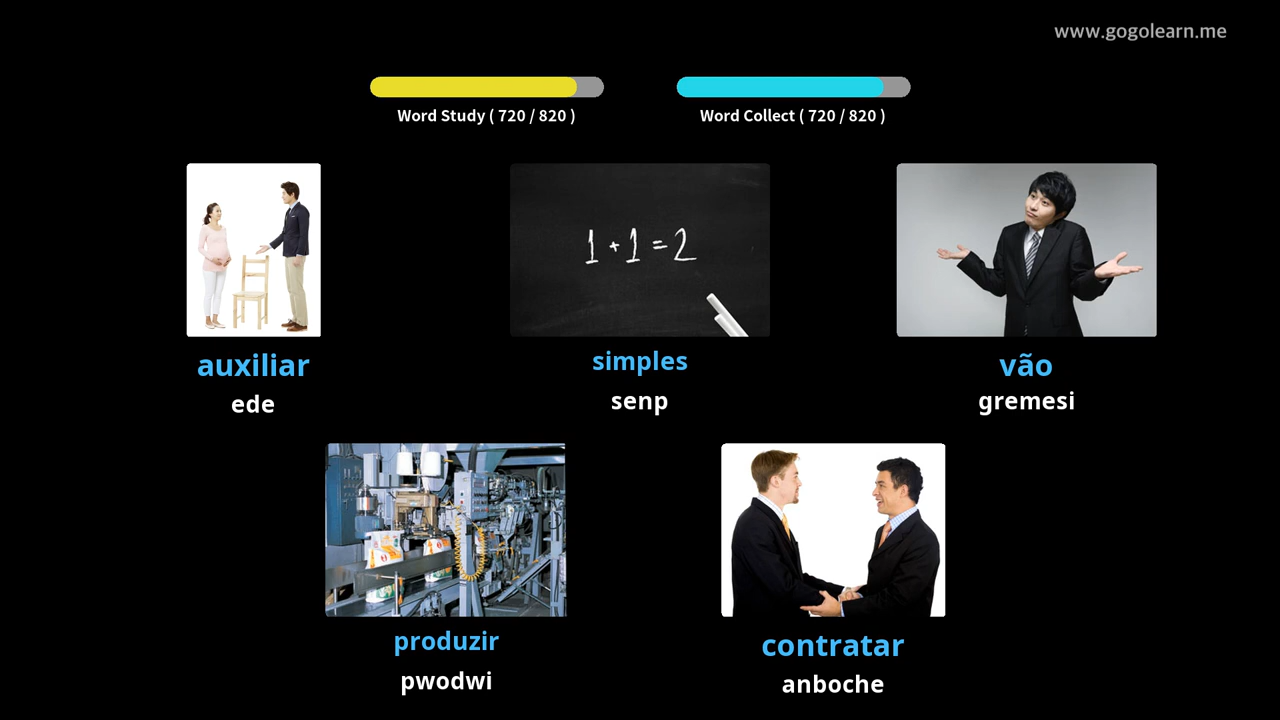 www.gogolearn.me
Word Study ( 720 / 820 )
Word Collect ( 720 / 820 )
1 + 1 = 2
auxiliar
ede
simples
senp
vão
gremesi
produzir
pwodwi
contratar
anboche